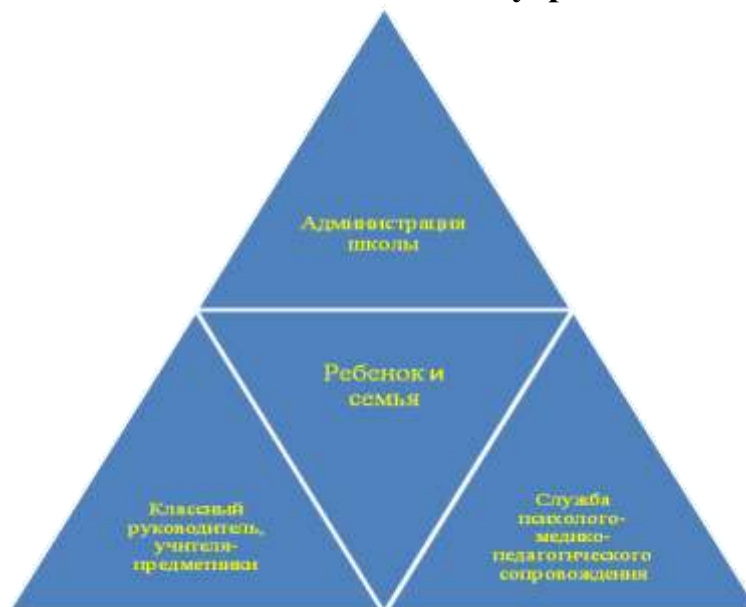 Администрация
школы
Ребенок и
семья
Классный
руководитель,
учителя-
предметники
Служба
психолого-
медико-
педагогического
сопровождения